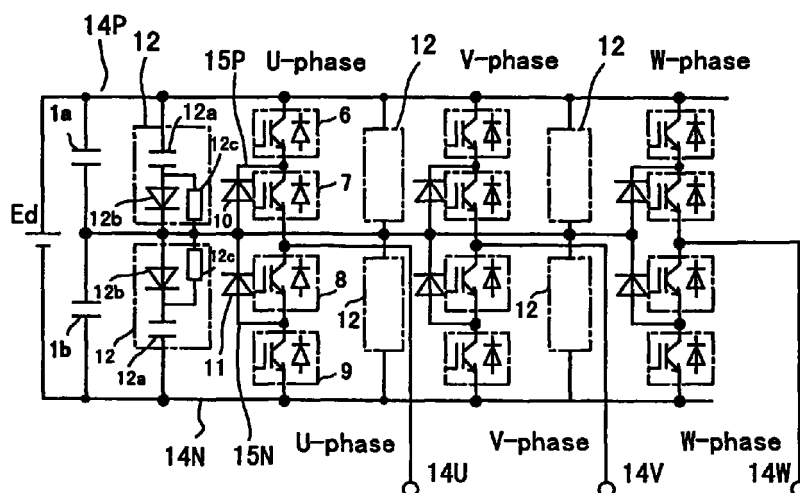 14P
12
15P
U-phase
12
V-phase
12
W-phase
1a
12a
12c
6
12b
10
7
Ed
12b
12c
8
1b
12
12a
11
12
12
9
14N
15N
U-phase
V-phase
W-phase
14U
14V
14W